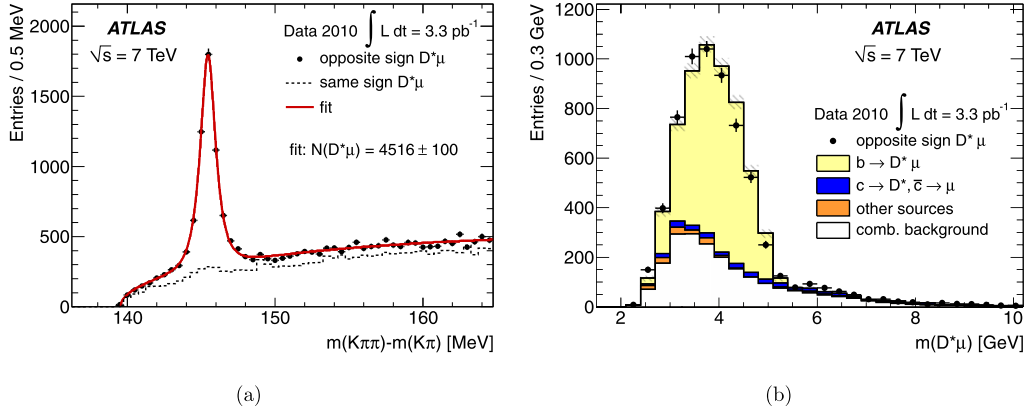 Entries / 0.5 MeV
2000
1500
1000
500
0
140
150
160
m(Kππ)-m(Kπ) [MeV]
ATLAS
√s = 7 TeV
Data 2010 ∫ L dt = 3.3 pb⁻¹
opposite sign D*μ
same sign D*μ
fit
fit: N(D*μ) = 4516 ± 100
(a)
Entries / 0.3 GeV
1200
1000
800
600
400
200
0
2
4
6
8
10
m(D*μ) [GeV]
ATLAS
√s = 7 TeV
Data 2010 ∫ L dt = 3.3 pb⁻¹
opposite sign D* μ
b → D* μ
c → D*, c̅ → μ
other sources
comb. background
(b)